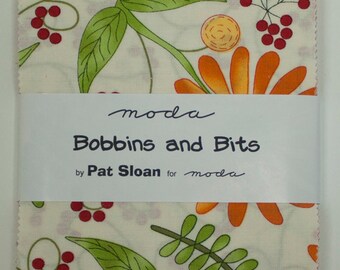 moda
Bobbins and Bits
by Pat Sloan for moda